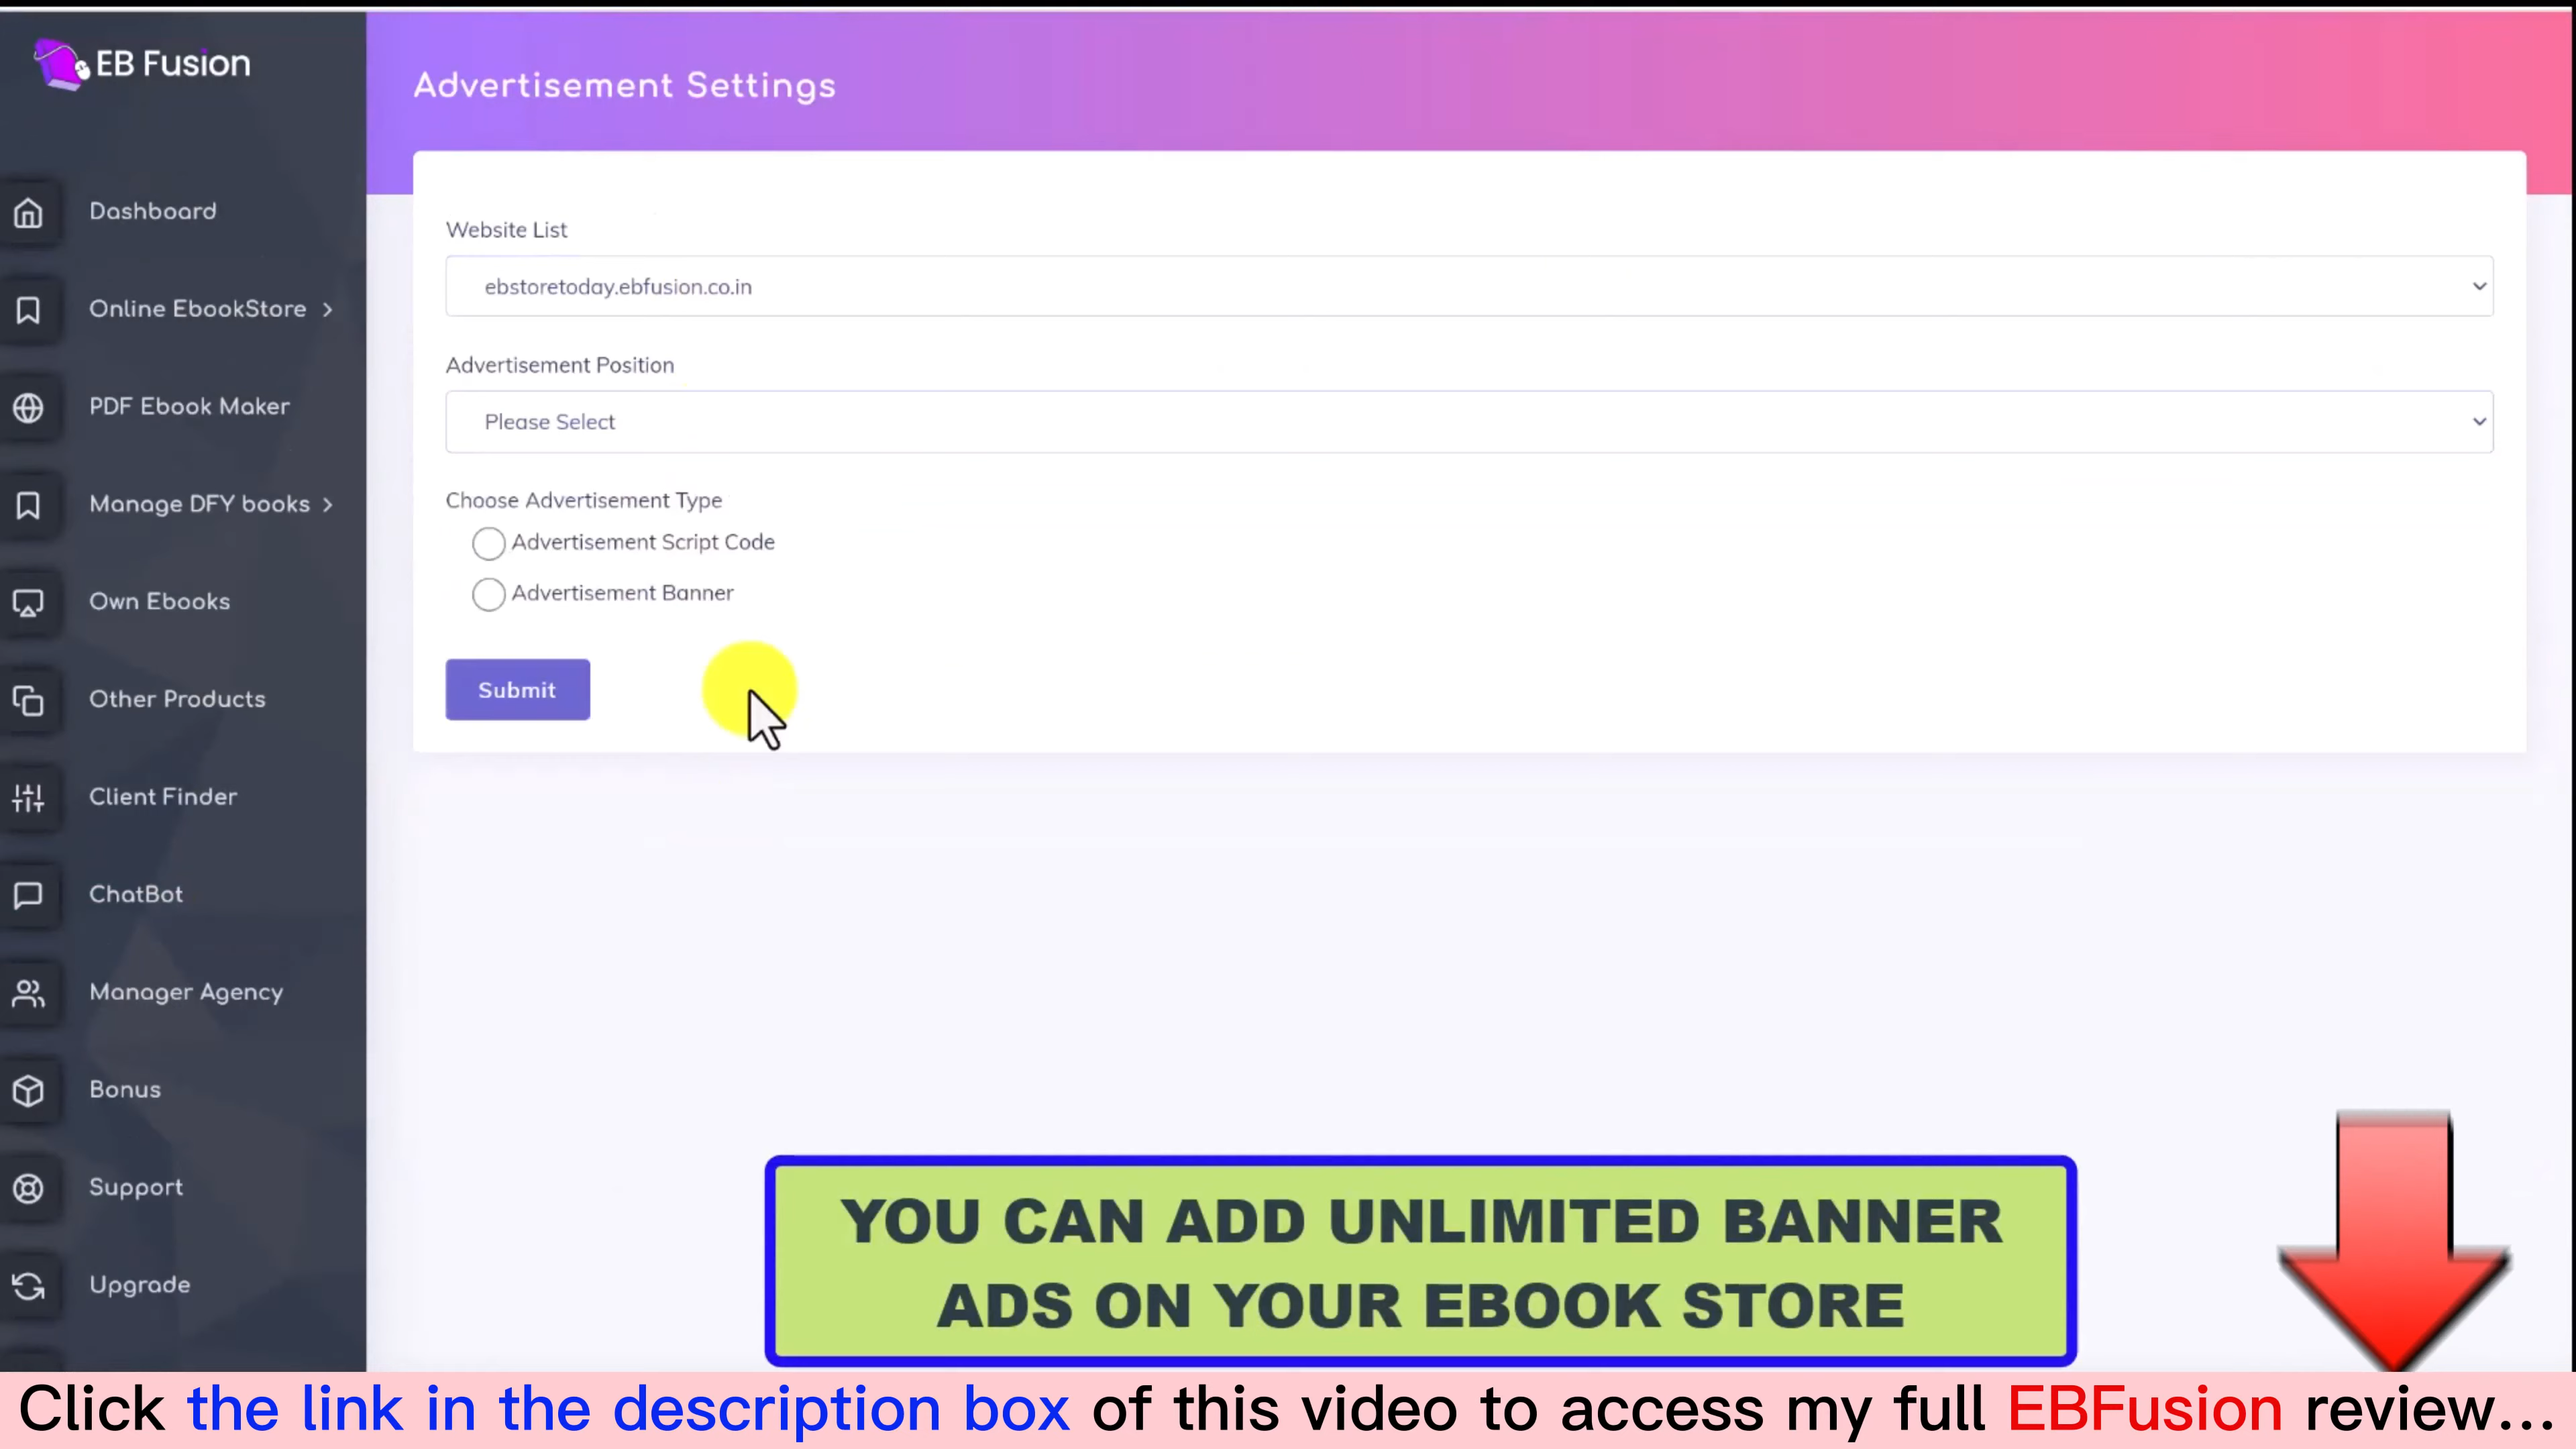 EB Fusion
Advertisement Settings
Dashboard
Online EbookStore
PDF Ebook Maker
Manage DFY books
Own Ebooks
Other Products
Client Finder
ChatBot
Manager Agency
Bonus
Support
Upgrade
Website List
ebstoretoday.ebfusion.co.in
Advertisement Position
Please Select
Choose Advertisement Type
Advertisement Script Code
Advertisement Banner
Submit
YOU CAN ADD UNLIMITED BANNER
ADS ON YOUR EBOOK STORE
Click the link in the description box of this video to access my full EBFusion review...